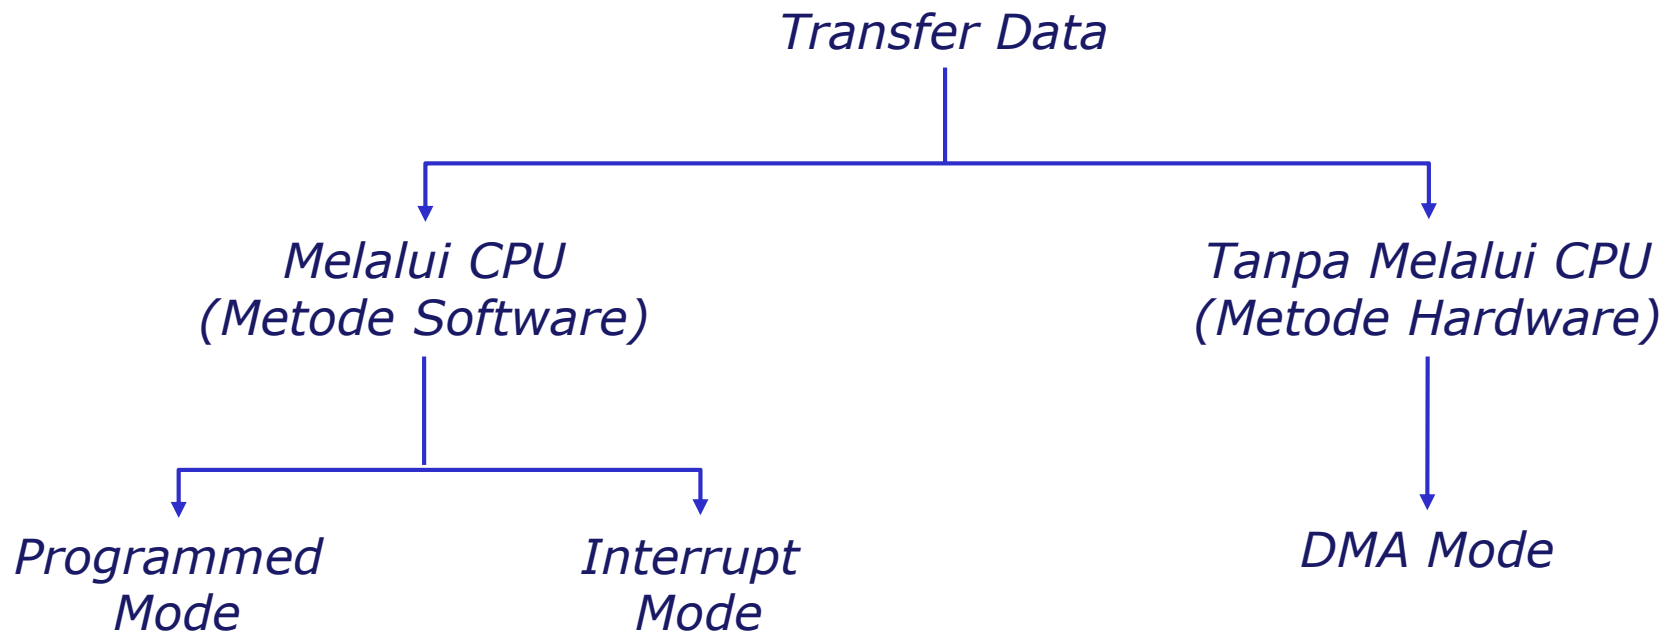 Transfer Data
Melalui CPU
(Metode Software)
Tanpa Melalui CPU
(Metode Hardware)
Programmed
Mode
Interrupt
Mode
DMA Mode